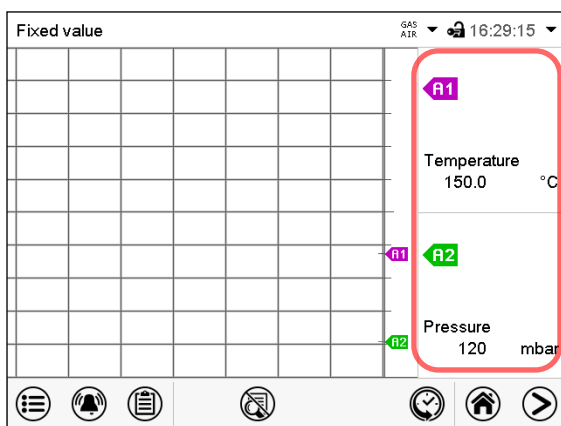 Fixed value
GAS
AIR
16:29:15
A1
Temperature
150.0 °C
A1
A2
Pressure
120 mbar
A2